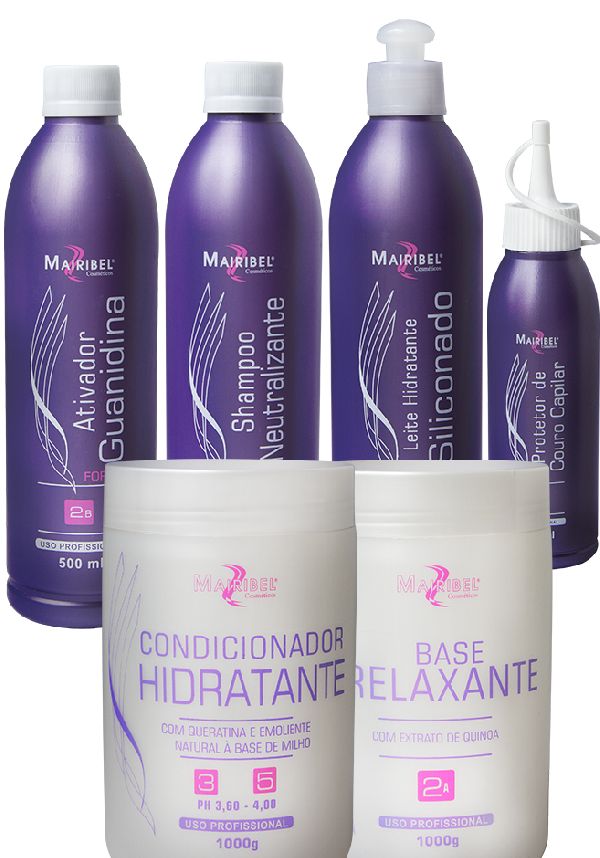 MAIRIBEL®
Cosméticos
Ativador
Guanidina
FOR
2B
USO PROFISSIONAL
500 ml
MAIRIBEL®
Cosméticos
Shampoo
Neutralizante
MAIRIBEL®
Cosméticos
Leite Hidratante
Siliconado
MAIRIBEL®
Cosméticos
Protetor de
Couro Capilar
MAIRIBEL®
Cosméticos
CONDICIONADOR
HIDRATANTE
COM QUERATINA E EMOLIENTE
NATURAL À BASE DE MILHO
3 5
PH 3,60 - 4,00
USO PROFISSIONAL
1000g
MAIRIBEL®
Cosméticos
BASE
RELAXANTE
COM EXTRATO DE QUINOA
2A
USO PROFISSIONAL
1000g